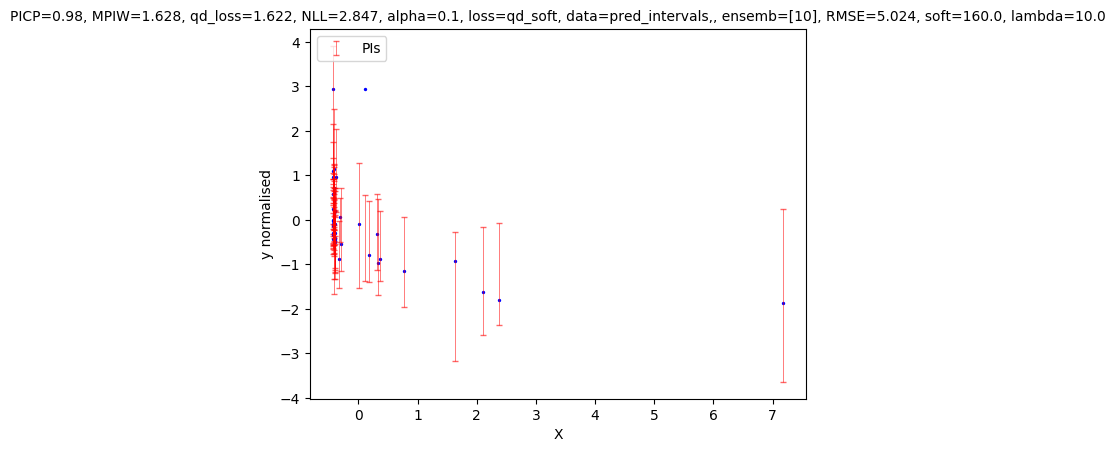 PICP=0.98, MPIW=1.628, qd_loss=1.622, NLL=2.847, alpha=0.1, loss=qd_soft, data=pred_intervals,, ensemb=[10], RMSE=5.024, soft=160.0, lambda=10.0
PIs
4
3
2
1
0
−1
−2
−3
−4
y normalised
0 1 2 3 4 5 6 7
X